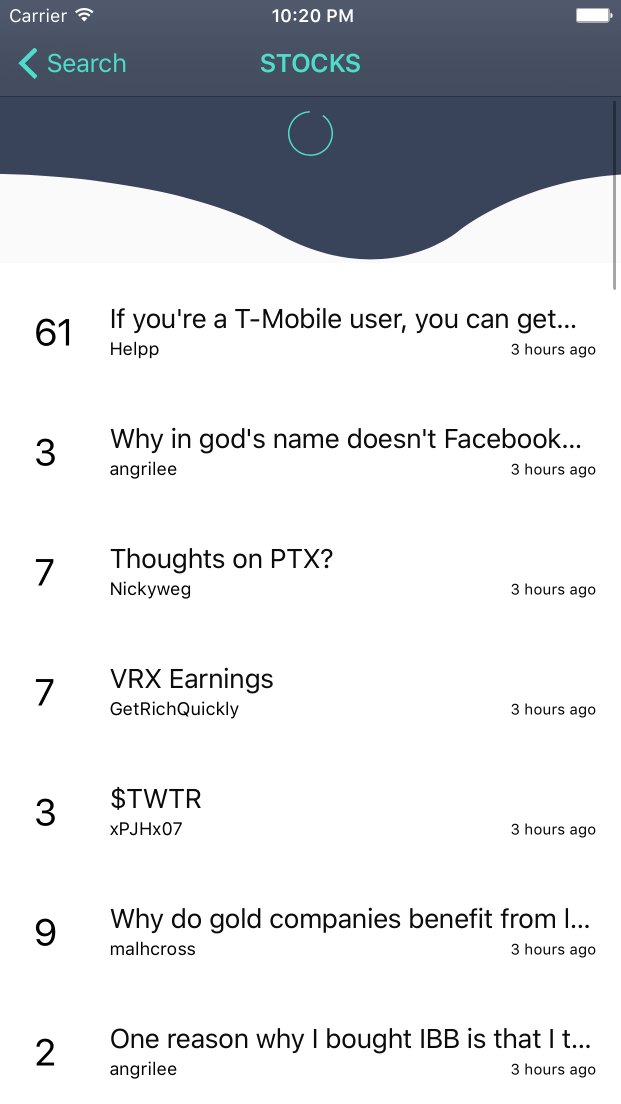 Carrier 10:20 PM
Search STOCKS
61 If you're a T-Mobile user, you can get...
Helpp 3 hours ago
3 Why in god's name doesn't Facebook...
angrilee 3 hours ago
7 Thoughts on PTX?
Nickyweg 3 hours ago
7 VRX Earnings
GetRichQuickly 3 hours ago
3 $TWTR
xPJHx07 3 hours ago
9 Why do gold companies benefit from l...
malhcross 3 hours ago
2 One reason why I bought IBB is that I t...
angrilee 3 hours ago